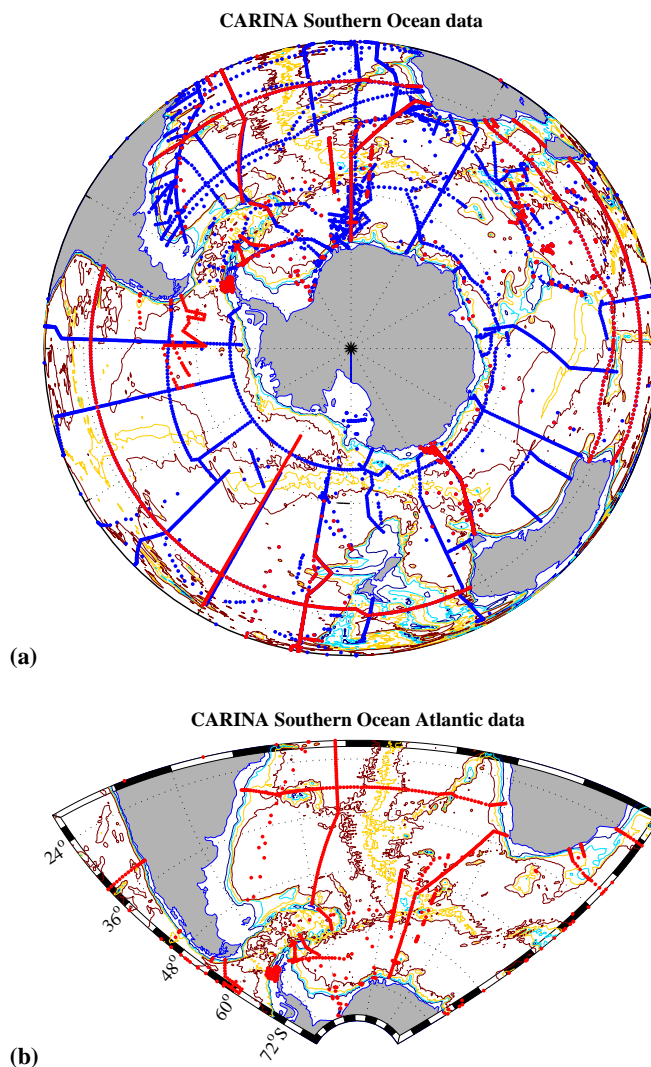 CARINA Southern Ocean data
(a)
CARINA Southern Ocean Atlantic data
24°
36°
48°
60°
72°S
(b)